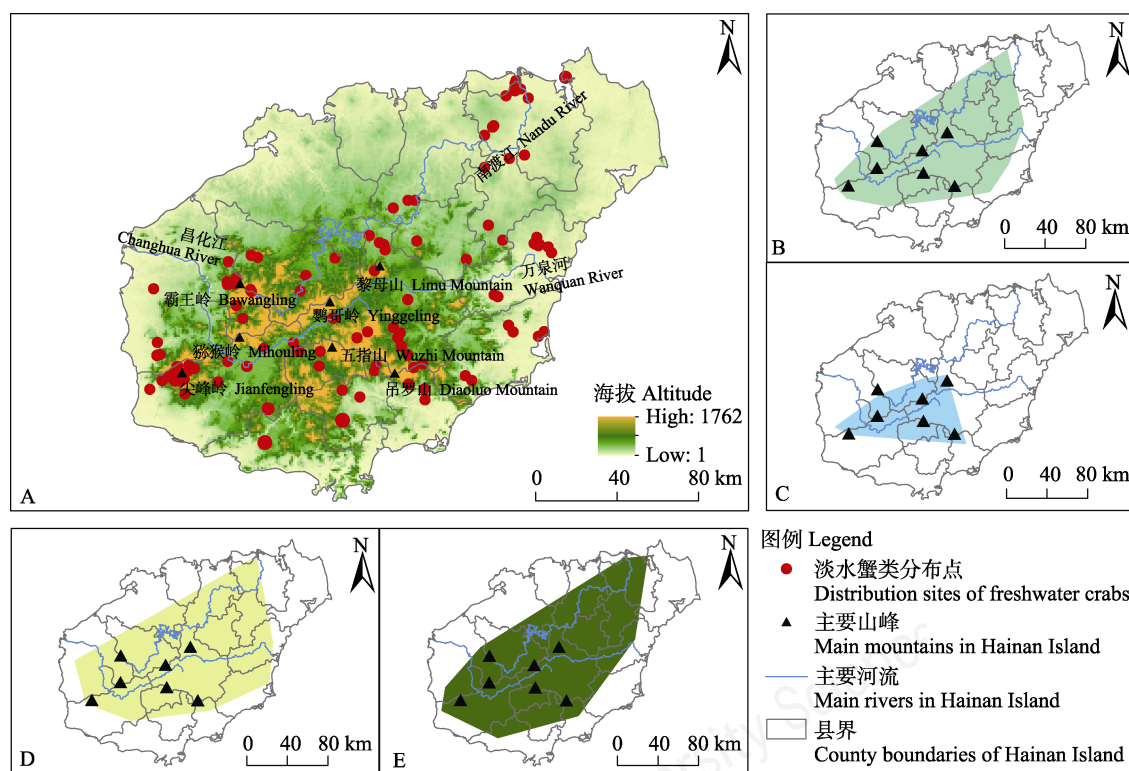 N
南渡江 Nandu River
昌化江
Changhua River
万泉河
Wanquan River
黎母山 Limu Mountain
霸王岭 Bawangling
鹦哥岭 Yinggeling
猕猴岭 Mihouling
五指山 Wuzhi Mountain
尖峰岭 Jianfengling
吊罗山 Diaoluo Mountain
海拔 Altitude
High: 1762
Low: 1
0 40 80 km
A
N
0 40 80 km
B
N
0 40 80 km
C
N
0 40 80 km
D
N
0 40 80 km
E
图例 Legend
淡水蟹类分布点
Distribution sites of freshwater crabs
主要山峰
Main mountains in Hainan Island
主要河流
Main rivers in Hainan Island
县界
County boundaries of Hainan Island